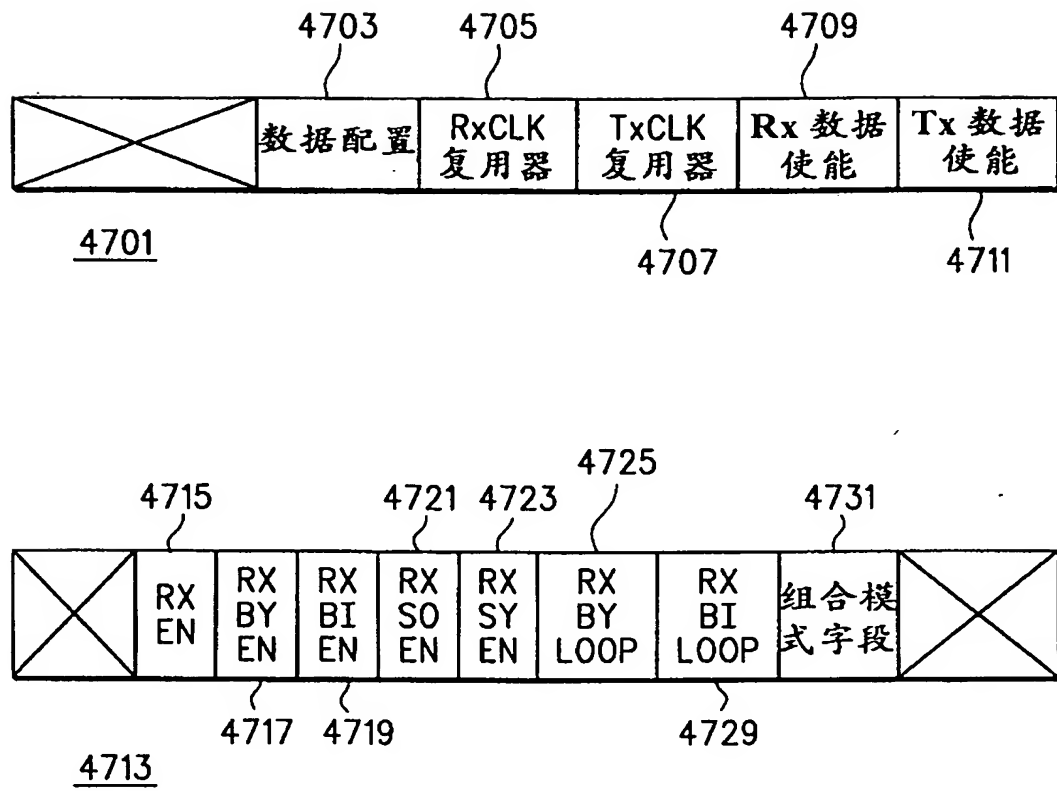 4703 4705 4709
数据配置 RxCLK 复用器 TxCLK 复用器 Rx 数据使能 Tx 数据使能
4701 4707 4711
4715 4721 4723 4725 4731
RX EN RX BY EN RX BI EN RX SO EN RX SY EN RX BY LOOP RX BI LOOP 组合模式字段
4717 4719 4729
4713